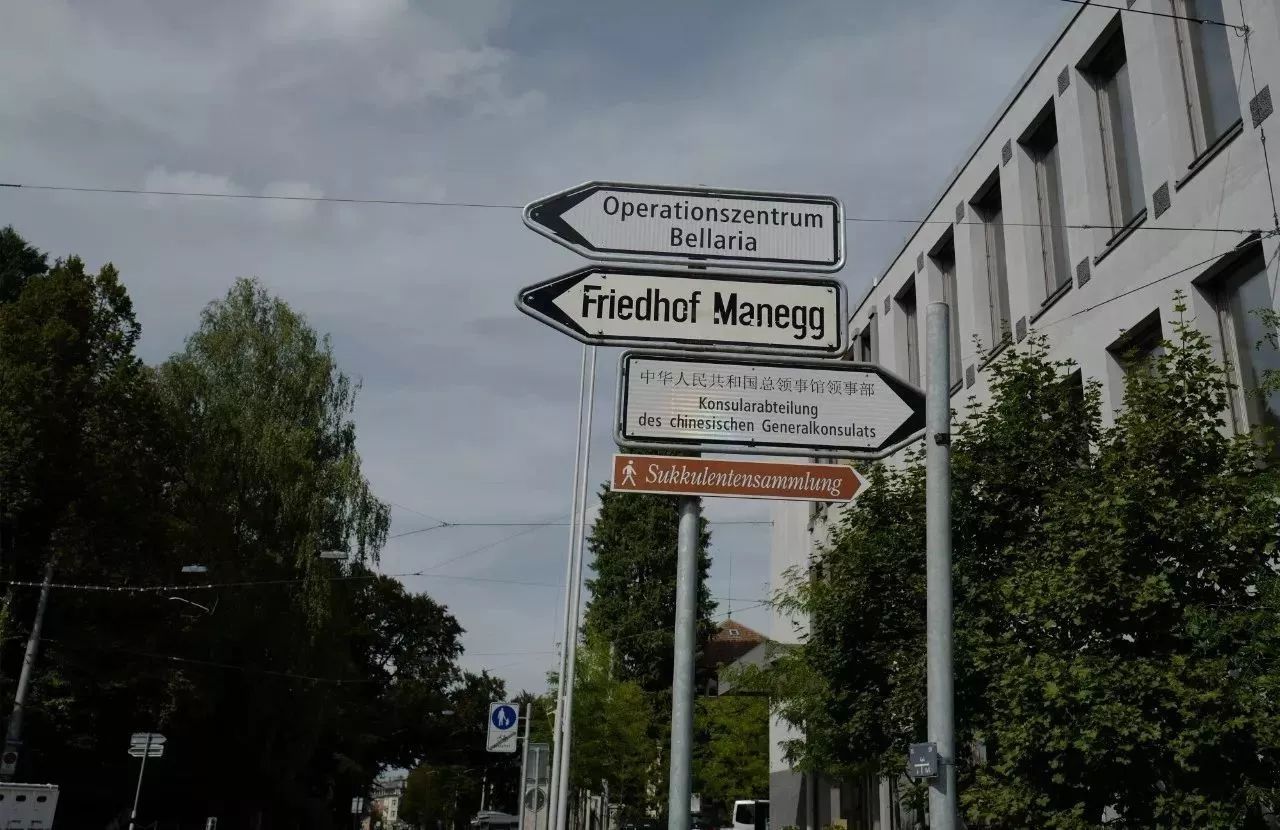 Operationszentrum
Bellaria
Friedhof Manegg
中华人民共和国总领事馆领事部
Konsularabteilung
des chinesischen Generalkonsulats
Sukkulentensammlung